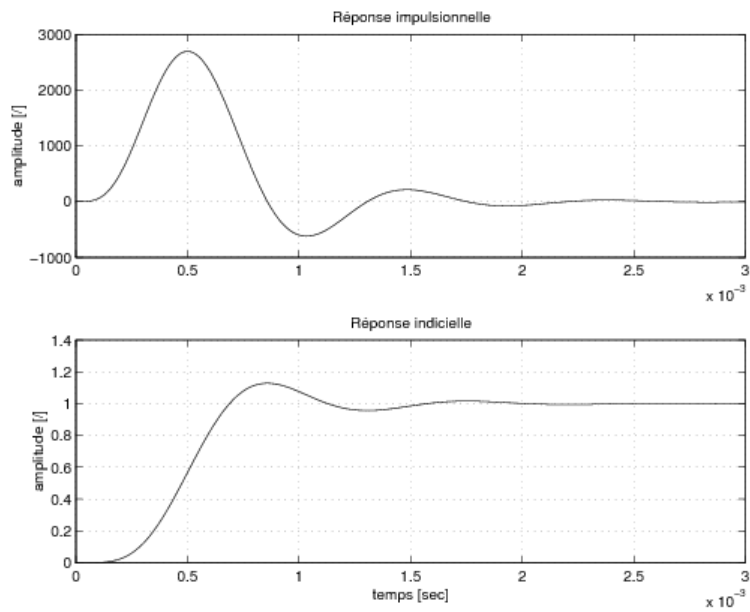 Réponse impulsionnelle
amplitude [/]
3000
2000
1000
0
−1000
0 0.5 1 1.5 2 2.5 3
x 10⁻³
Réponse indicielle
amplitude [/]
1.4
1.2
1
0.8
0.6
0.4
0.2
0
0 0.5 1 1.5 2 2.5 3
temps [sec]
x 10⁻³